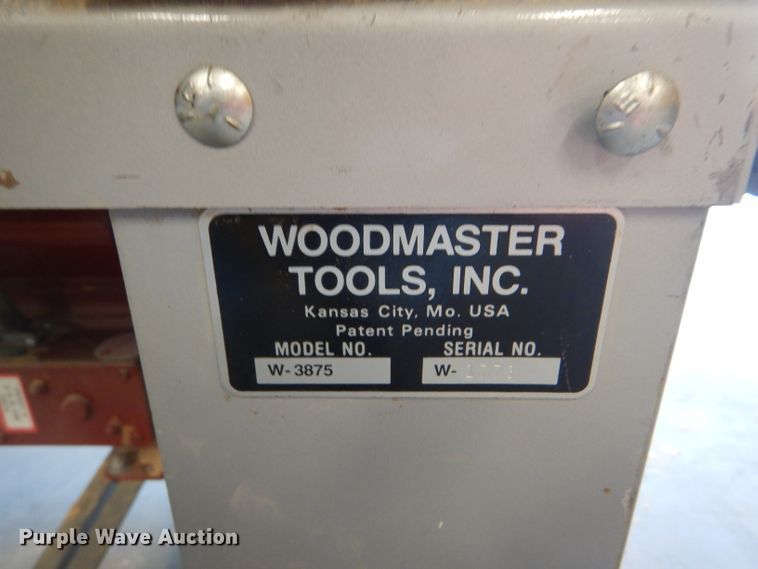 WOODMASTER
TOOLS, INC.
Kansas City, Mo. USA
Patent Pending
MODEL NO. SERIAL NO.
W-3875 W-
Purple Wave Auction